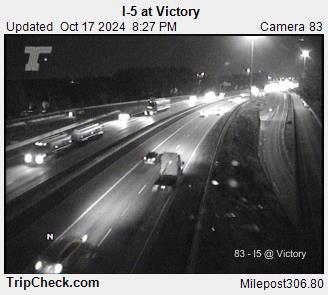 I-5 at Victory
Updated Oct 17 2024 8:27 PM Camera 83
T
N
83 - I5 @ Victory
TripCheck.com Milepost306.80